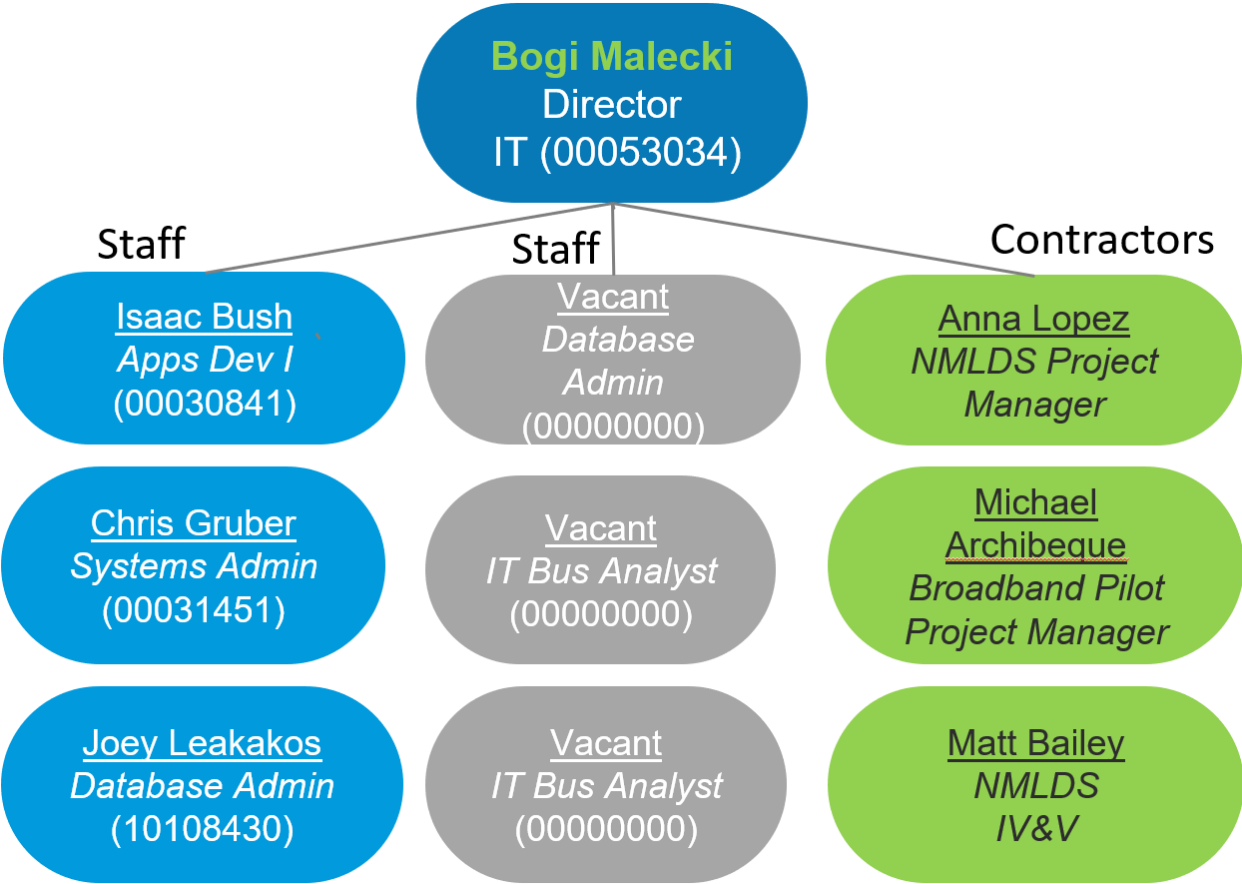 Bogi Malecki
Director
IT (00053034)
Staff
Staff
Contractors
Isaac Bush
Apps Dev I
(00030841)
Vacant
Database
Admin
(00000000)
Anna Lopez
NMLDS Project
Manager
Chris Gruber
Systems Admin
(00031451)
Vacant
IT Bus Analyst
(00000000)
Michael
Archibeque
Broadband Pilot
Project Manager
Joey Leakakos
Database Admin
(10108430)
Vacant
IT Bus Analyst
(00000000)
Matt Bailey
NMLDS
IV&V